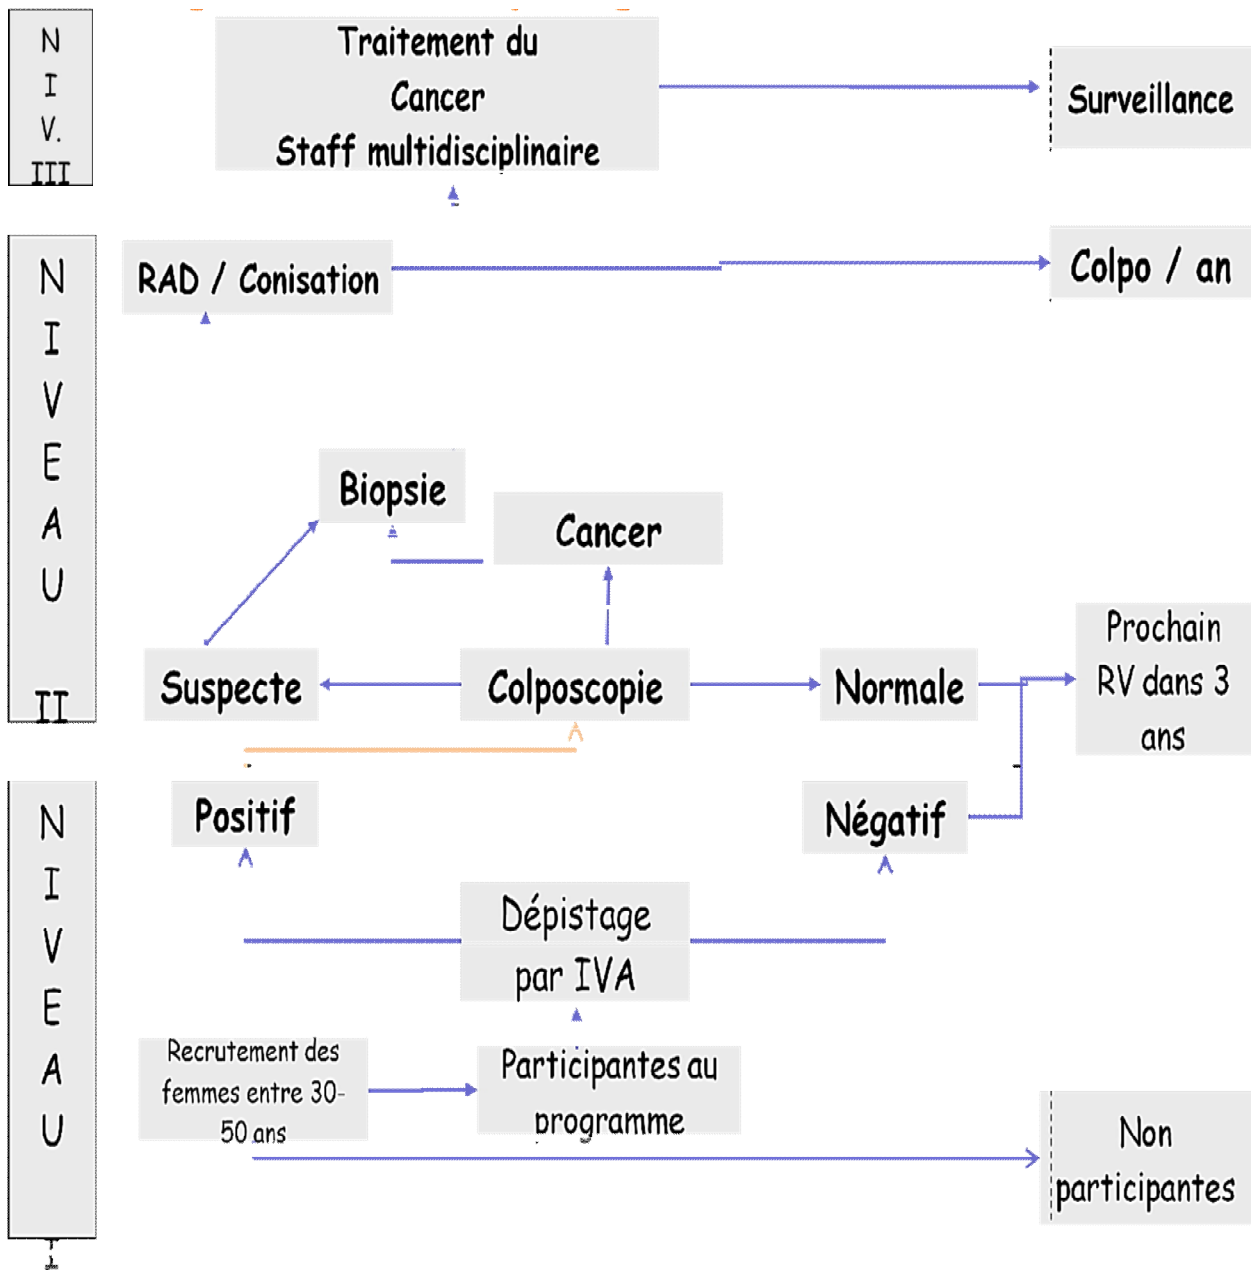 N
I
V.
III
Traitement du
Cancer
Staff multidisciplinaire
Surveillance
N
I
V
E
A
U
II
RAD / Conisation
Colpo / an
Biopsie
Cancer
Suspecte
Colposcopie
Normale
Prochain
RV dans 3
ans
N
I
V
E
A
U
I
Positif
Négatif
Dépistage
par IVA
Recrutement des
femmes entre 30-
50 ans
Participantes au
programme
Non
participantes